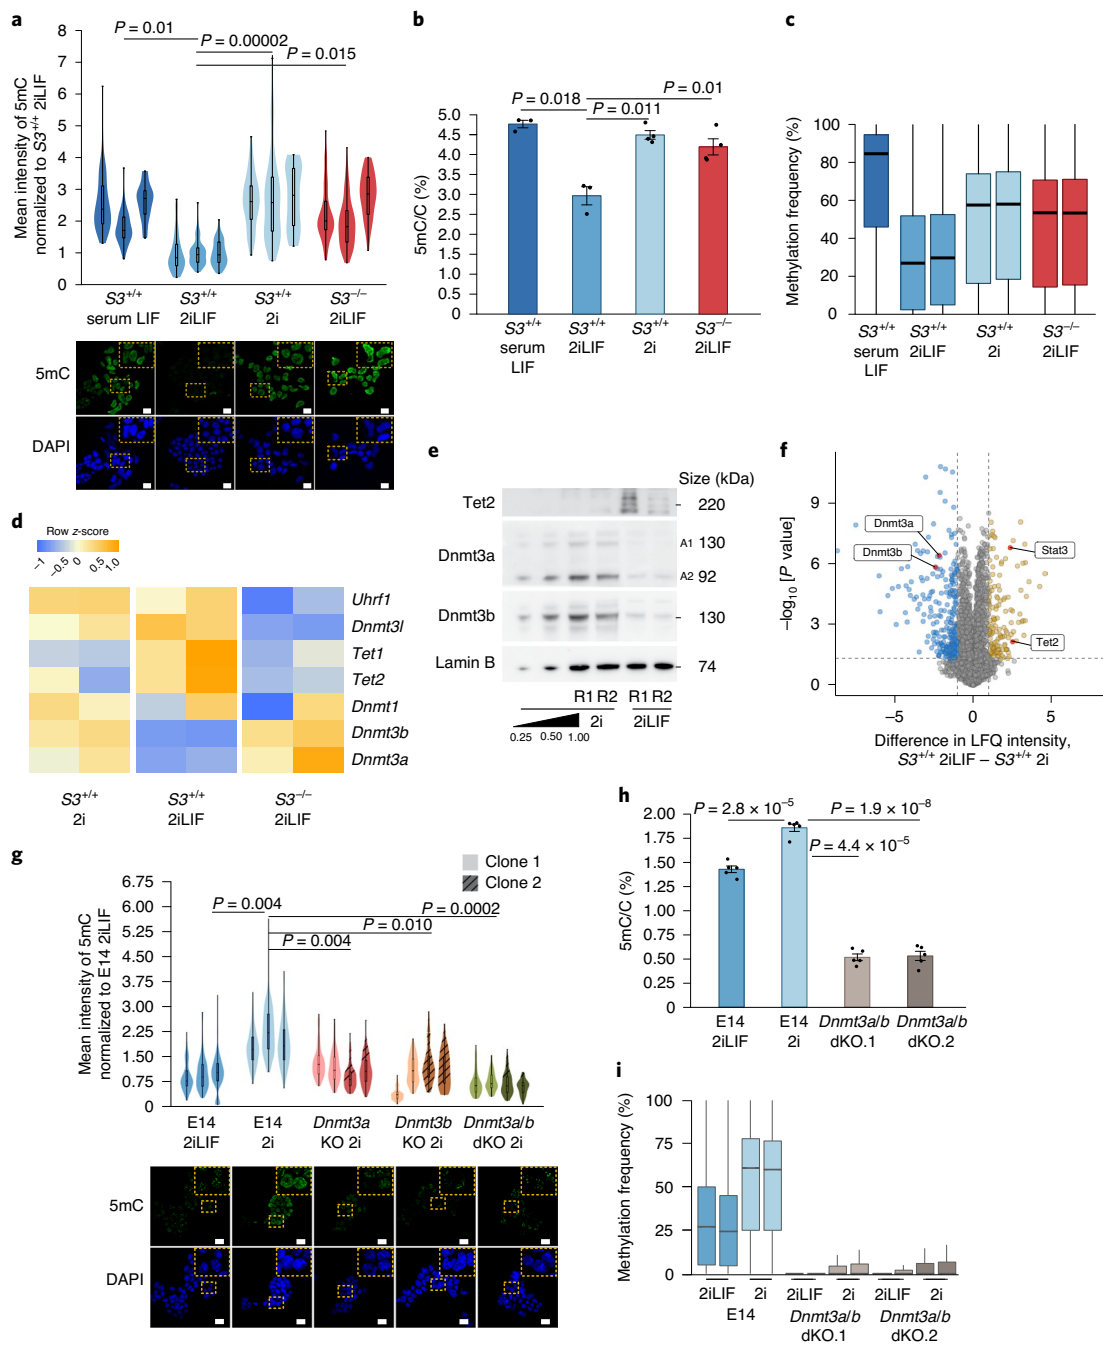 a
Mean intensity of 5mC
normalized to S3+/+ 2iLIF
8
7
6
5
4
3
2
1
0
P = 0.01
P = 0.00002
P = 0.015
S3+/+
serum LIF
S3+/+
2iLIF
S3+/+
2i
S3−/−
2iLIF
5mC
DAPI
b
5mC/C (%)
5.0
4.5
4.0
3.5
3.0
2.5
2.0
1.5
1.0
0.5
0
P = 0.01
P = 0.018
P = 0.011
S3+/+
serum
LIF
S3+/+
2iLIF
S3+/+
2i
S3−/−
2iLIF
c
Methylation frequency (%)
100
80
60
40
20
0
S3+/+
serum
LIF
S3+/+
2iLIF
S3+/+
2i
S3−/−
2iLIF
d
Row z-score
−1
−0.5
0
0.5
1.0
Uhrf1
Dnmt3l
Tet1
Tet2
Dnmt1
Dnmt3b
Dnmt3a
S3+/+
2i
S3+/+
2iLIF
S3−/−
2iLIF
e
Size (kDa)
Tet2
220
Dnmt3a
A1 130
A2 92
Dnmt3b
130
Lamin B
74
R1 R2 R1 R2
2i 2iLIF
0.25 0.50 1.00
f
−log10 [P value]
9
6
3
0
Dnmt3a
Dnmt3b
Stat3
Tet2
−5 0 5
Difference in LFQ intensity,
S3+/+ 2iLIF – S3+/+ 2i
g
Clone 1
Clone 2
Mean intensity of 5mC
normalized to E14 2iLIF
6.75
6.00
5.25
4.50
3.75
3.00
2.25
1.50
0.75
0
P = 0.004
P = 0.0002
P = 0.010
P = 0.004
E14
2iLIF
E14
2i
Dnmt3a
KO 2i
Dnmt3b
KO 2i
Dnmt3a/b
dKO 2i
5mC
DAPI
h
5mC/C (%)
2.00
1.75
1.50
1.25
1.00
0.75
0.50
0.25
0
P = 2.8 × 10−5
P = 1.9 × 10−8
P = 4.4 × 10−5
E14
2iLIF
E14
2i
Dnmt3a/b
dKO.1
Dnmt3a/b
dKO.2
i
Methylation frequency (%)
100
75
50
25
0
2iLIF 2i 2iLIF 2i 2iLIF 2i
E14
Dnmt3a/b
dKO.1
Dnmt3a/b
dKO.2